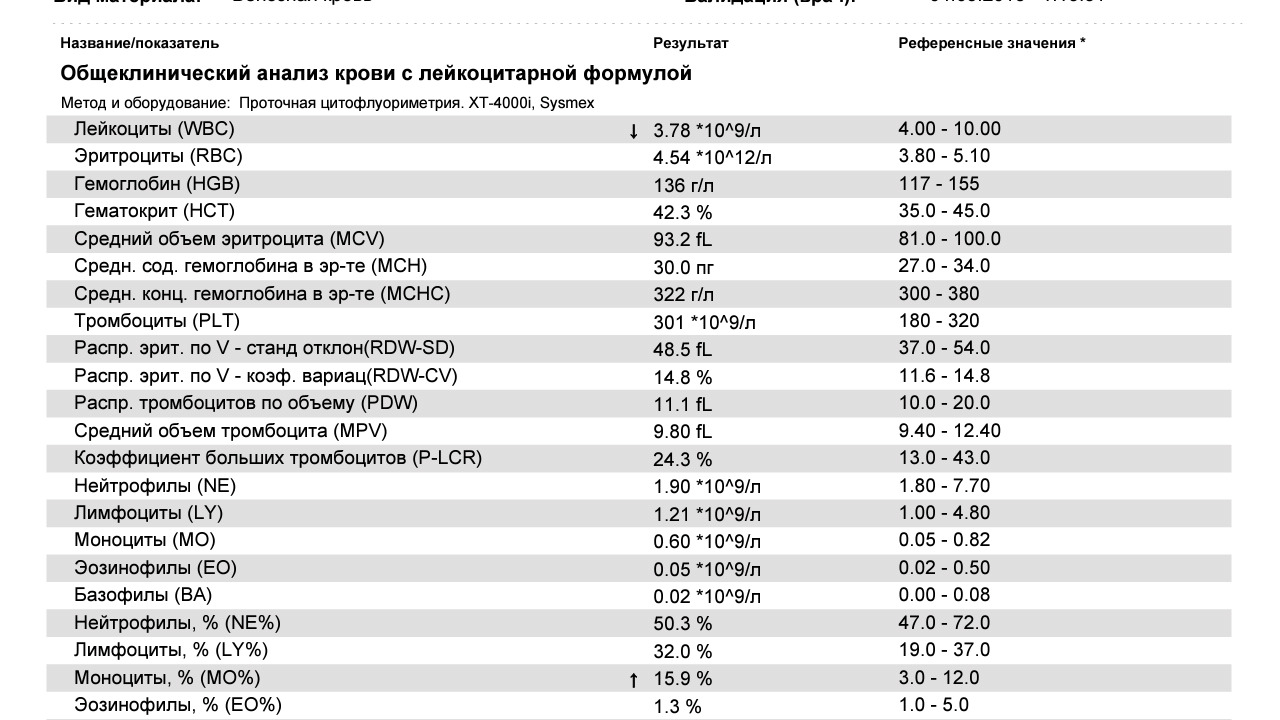 Название/показатель Результат Референсные значения *
Общеклинический анализ крови с лейкоцитарной формулой
Метод и оборудование: Проточная цитофлуориметрия. XT-4000i, Sysmex
Лейкоциты (WBC) ↓ 3.78 *10^9/л 4.00 - 10.00
Эритроциты (RBC) 4.54 *10^12/л 3.80 - 5.10
Гемоглобин (HGB) 136 г/л 117 - 155
Гематокрит (HCT) 42.3 % 35.0 - 45.0
Средний объем эритроцита (MCV) 93.2 fL 81.0 - 100.0
Средн. сод. гемоглобина в эр-те (MCH) 30.0 пг 27.0 - 34.0
Средн. конц. гемоглобина в эр-те (MCHC) 322 г/л 300 - 380
Тромбоциты (PLT) 301 *10^9/л 180 - 320
Распр. эрит. по V - станд отклон(RDW-SD) 48.5 fL 37.0 - 54.0
Распр. эрит. по V - коэф. вариац(RDW-CV) 14.8 % 11.6 - 14.8
Распр. тромбоцитов по объему (PDW) 11.1 fL 10.0 - 20.0
Средний объем тромбоцита (MPV) 9.80 fL 9.40 - 12.40
Коэффициент больших тромбоцитов (P-LCR) 24.3 % 13.0 - 43.0
Нейтрофилы (NE) 1.90 *10^9/л 1.80 - 7.70
Лимфоциты (LY) 1.21 *10^9/л 1.00 - 4.80
Моноциты (MO) 0.60 *10^9/л 0.05 - 0.82
Эозинофилы (EO) 0.05 *10^9/л 0.02 - 0.50
Базофилы (BA) 0.02 *10^9/л 0.00 - 0.08
Нейтрофилы, % (NE%) 50.3 % 47.0 - 72.0
Лимфоциты, % (LY%) 32.0 % 19.0 - 37.0
Моноциты, % (MO%) ↑ 15.9 % 3.0 - 12.0
Эозинофилы, % (EO%) 1.3 % 1.0 - 5.0